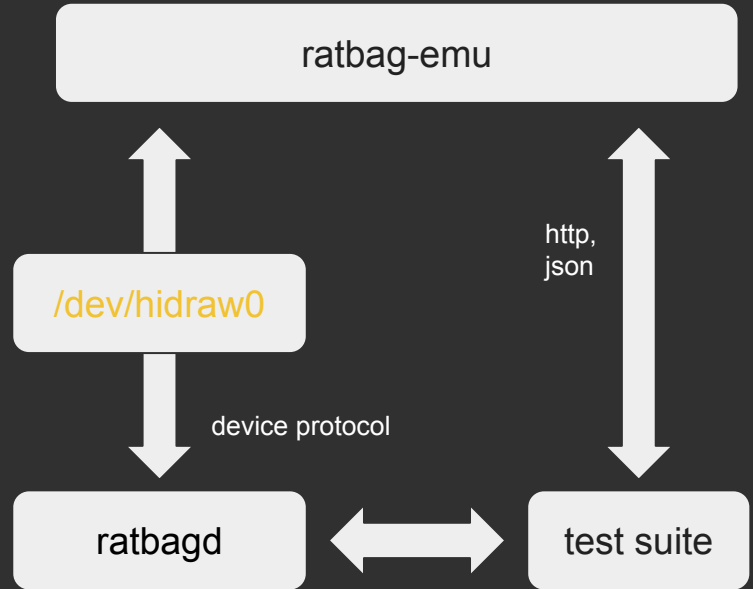 ratbag-emu
http,
json
/dev/hidraw0
device protocol
ratbagd
test suite